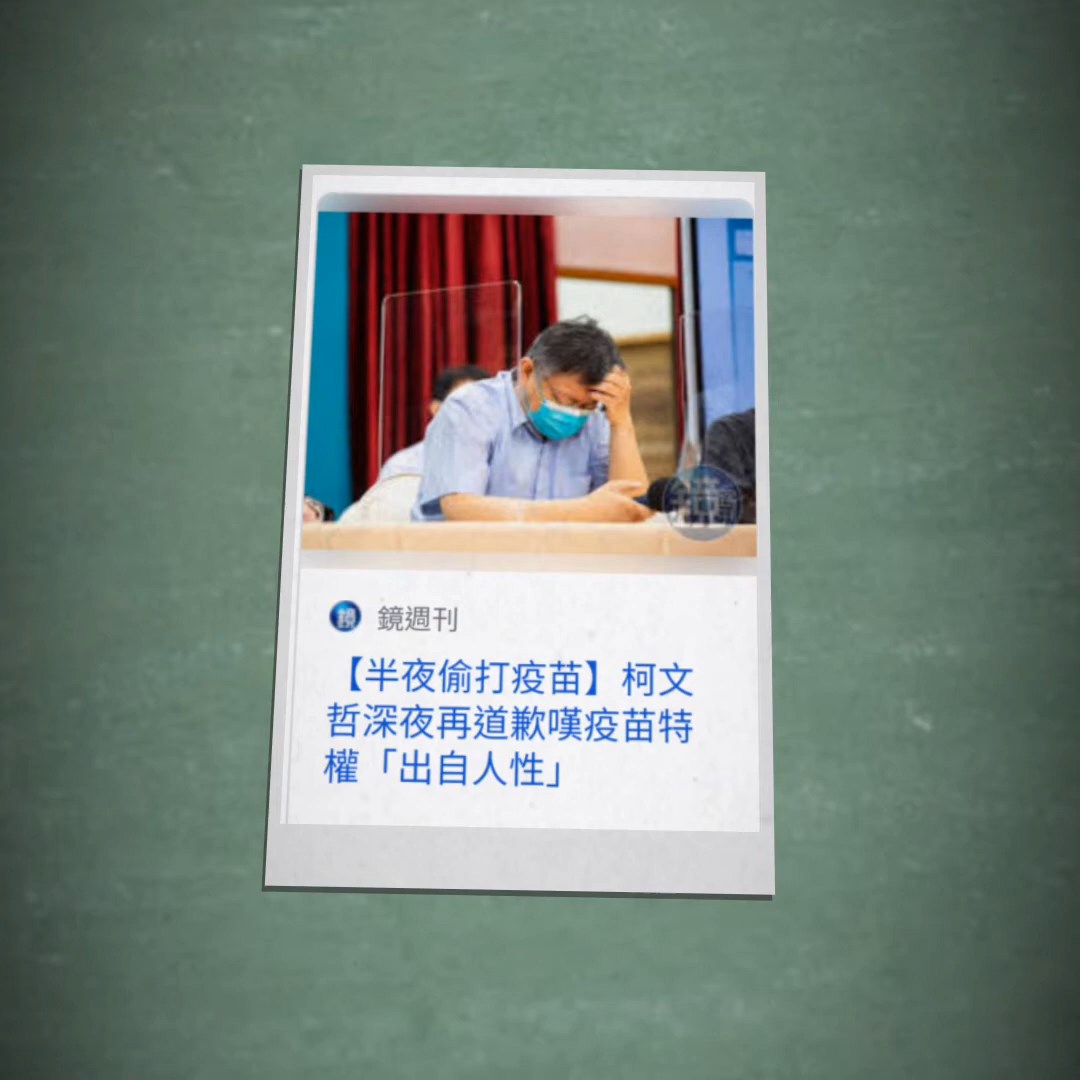 鏡
鏡週刊
【半夜偷打疫苗】柯文
哲深夜再道歉嘆疫苗特
權「出自人性」